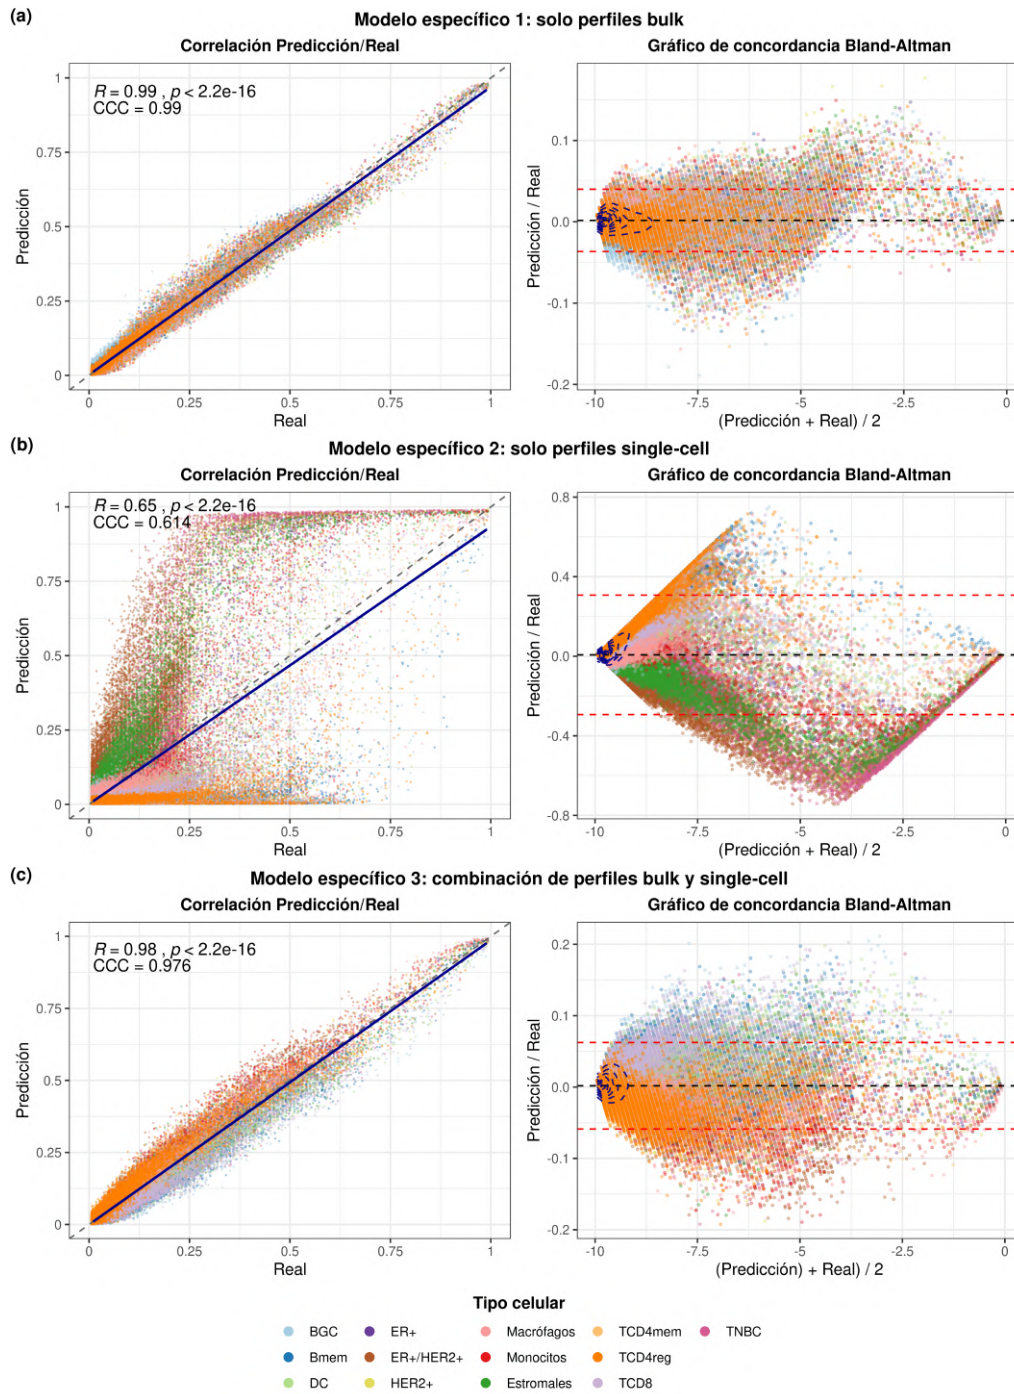 (a)
Modelo específico 1: solo perfiles bulk
Correlación Predicción/Real
Gráfico de concordancia Bland-Altman
R = 0.99 , p < 2.2e-16
CCC = 0.99
1
0.75
0.5
0.25
0
Predicción
0 0.25 0.5 0.75 1
Real
0.1
0.0
-0.1
-0.2
Predicción / Real
-10 -7.5 -5 -2.5 0
(Predicción + Real) / 2
(b)
Modelo específico 2: solo perfiles single-cell
Correlación Predicción/Real
Gráfico de concordancia Bland-Altman
R = 0.65 , p < 2.2e-16
CCC = 0.614
1
0.75
0.5
0.25
0
Predicción
0 0.25 0.5 0.75 1
Real
0.8
0.4
0.0
-0.4
-0.8
Predicción / Real
-10 -7.5 -5 -2.5 0
(Predicción + Real) / 2
(c)
Modelo específico 3: combinación de perfiles bulk y single-cell
Correlación Predicción/Real
Gráfico de concordancia Bland-Altman
R = 0.98 , p < 2.2e-16
CCC = 0.976
1
0.75
0.5
0.25
0
Predicción
0 0.25 0.5 0.75 1
Real
0.2
0.1
0.0
-0.1
-0.2
Predicción / Real
-10 -7.5 -5 -2.5 0
(Predicción) + Real) / 2
Tipo celular
BGC ER+ Macrófagos TCD4mem TNBC
Bmem ER+/HER2+ Monocitos TCD4reg
DC HER2+ Estromales TCD8